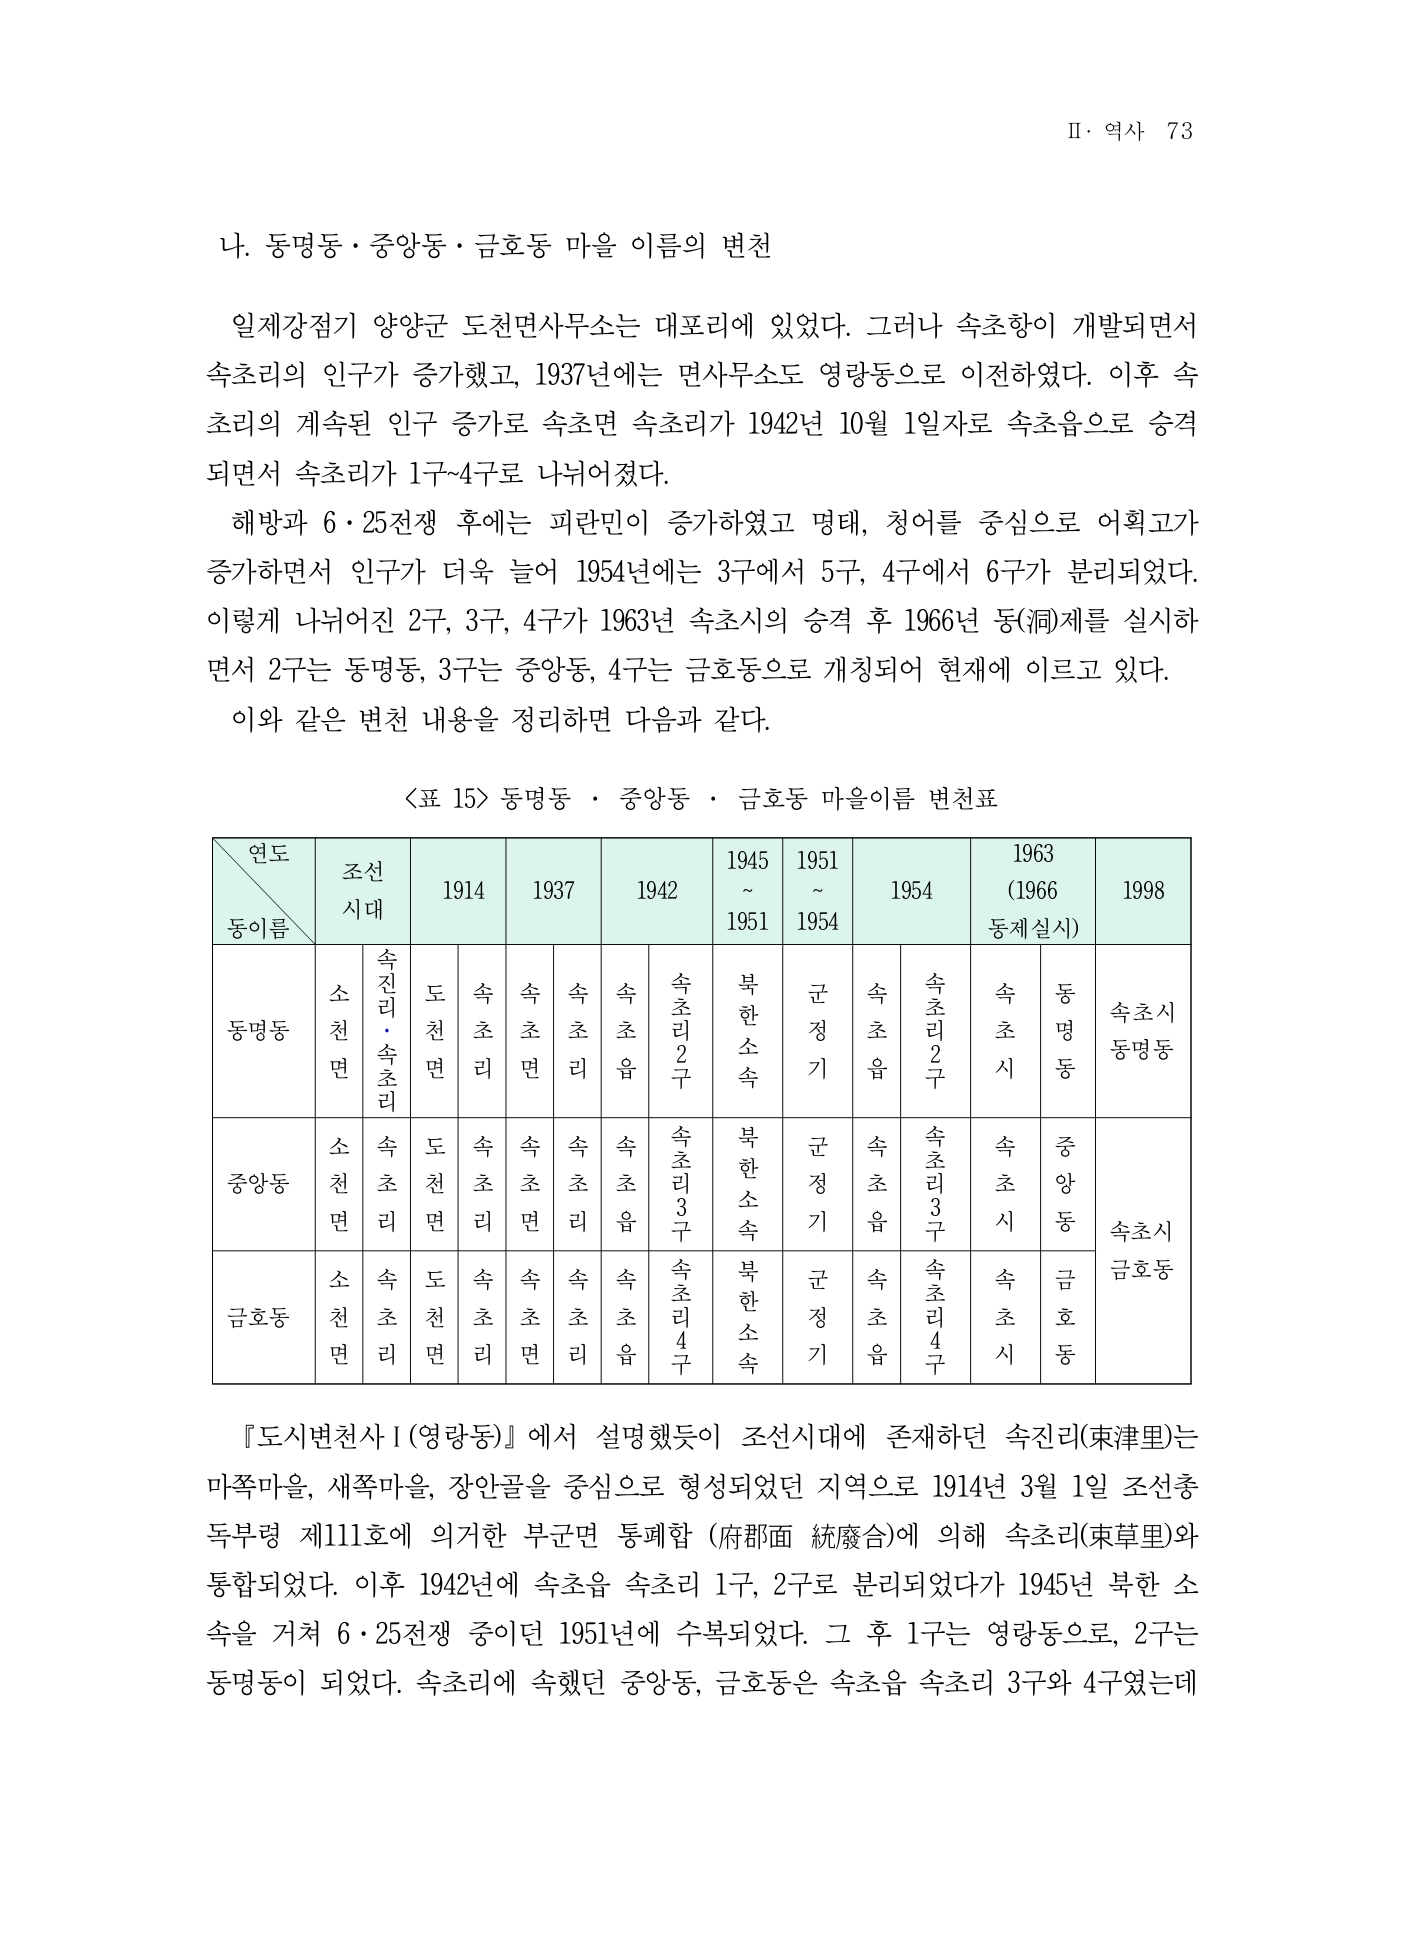 Ⅱ· 역사 73
나. 동명동·중앙동·금호동 마을 이름의 변천
일제강점기 양양군 도천면사무소는 대포리에 있었다. 그러나 속초항이 개발되면서
속초리의 인구가 증가했고, 1937년에는 면사무소도 영랑동으로 이전하였다. 이후 속
초리의 계속된 인구 증가로 속초면 속초리가 1942년 10월 1일자로 속초읍으로 승격
되면서 속초리가 1구~4구로 나뉘어졌다.
해방과 6·25전쟁 후에는 피란민이 증가하였고 명태, 청어를 중심으로 어획고가
증가하면서 인구가 더욱 늘어 1954년에는 3구에서 5구, 4구에서 6구가 분리되었다.
이렇게 나뉘어진 2구, 3구, 4구가 1963년 속초시의 승격 후 1966년 동(洞)제를 실시하
면서 2구는 동명동, 3구는 중앙동, 4구는 금호동으로 개칭되어 현재에 이르고 있다.
이와 같은 변천 내용을 정리하면 다음과 같다.
<표 15> 동명동 · 중앙동 · 금호동 마을이름 변천표
연도 동이름 조선시대 1914 1937 1942 1945~1951 1951~1954 1954 1963(1966 동제실시) 1998
동명동 소천면 속진리·속초리 도천면 속초리 속초면 속초리 속초읍 속초리2구 북한소속 군정기 속초읍 속초리2구 속초시 동명동 속초시 동명동
중앙동 소천면 속초리 도천면 속초리 속초면 속초리 속초읍 속초리3구 북한소속 군정기 속초읍 속초리3구 속초시 중앙동 속초시 금호동
금호동 소천면 속초리 도천면 속초리 속초면 속초리 속초읍 속초리4구 북한소속 군정기 속초읍 속초리4구 속초시 금호동
『도시변천사Ⅰ(영랑동)』에서 설명했듯이 조선시대에 존재하던 속진리(束津里)는
마쪽마을, 새쪽마을, 장안골을 중심으로 형성되었던 지역으로 1914년 3월 1일 조선총
독부령 제111호에 의거한 부군면 통폐합 (府郡面 統廢合)에 의해 속초리(束草里)와
통합되었다. 이후 1942년에 속초읍 속초리 1구, 2구로 분리되었다가 1945년 북한 소
속을 거쳐 6·25전쟁 중이던 1951년에 수복되었다. 그 후 1구는 영랑동으로, 2구는
동명동이 되었다. 속초리에 속했던 중앙동, 금호동은 속초읍 속초리 3구와 4구였는데